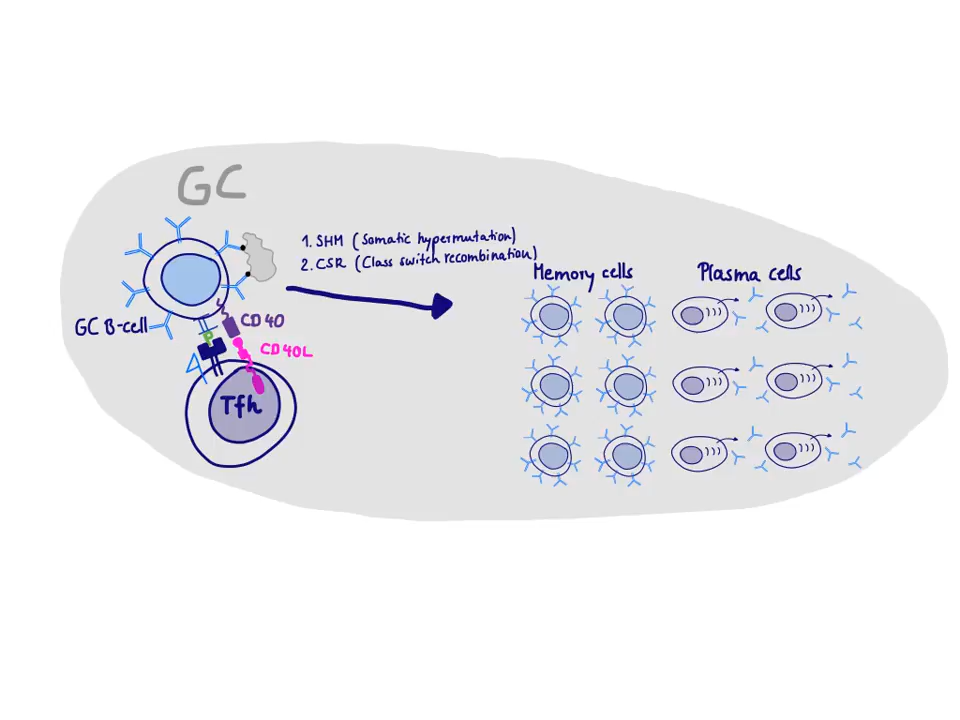 GC
1. SHM (Somatic hypermutation)
2. CSR (Class switch recombination)
Memory cells
Plasma cells
GC B-cell
CD40
P
4
CD40L
Tfh